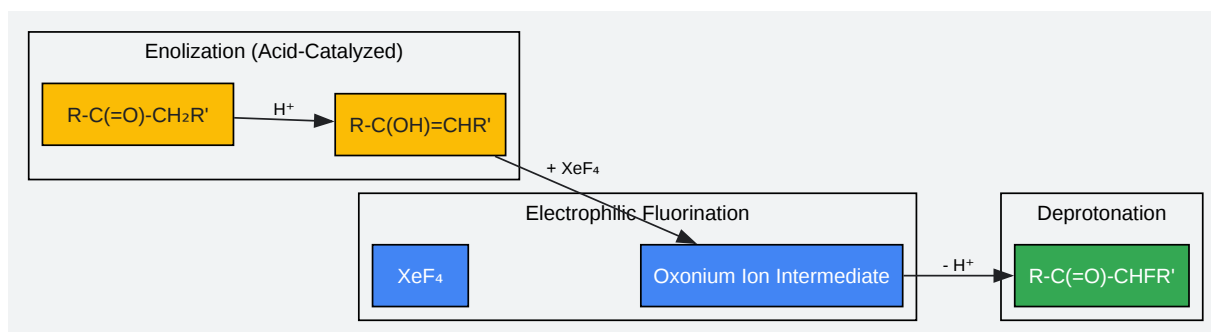 Enolization (Acid-Catalyzed)
R-C(=O)-CH₂R'
H⁺
R-C(OH)=CHR'
+ XeF₄
Electrophilic Fluorination
XeF₄
Oxonium Ion Intermediate
- H⁺
Deprotonation
R-C(=O)-CHFR'